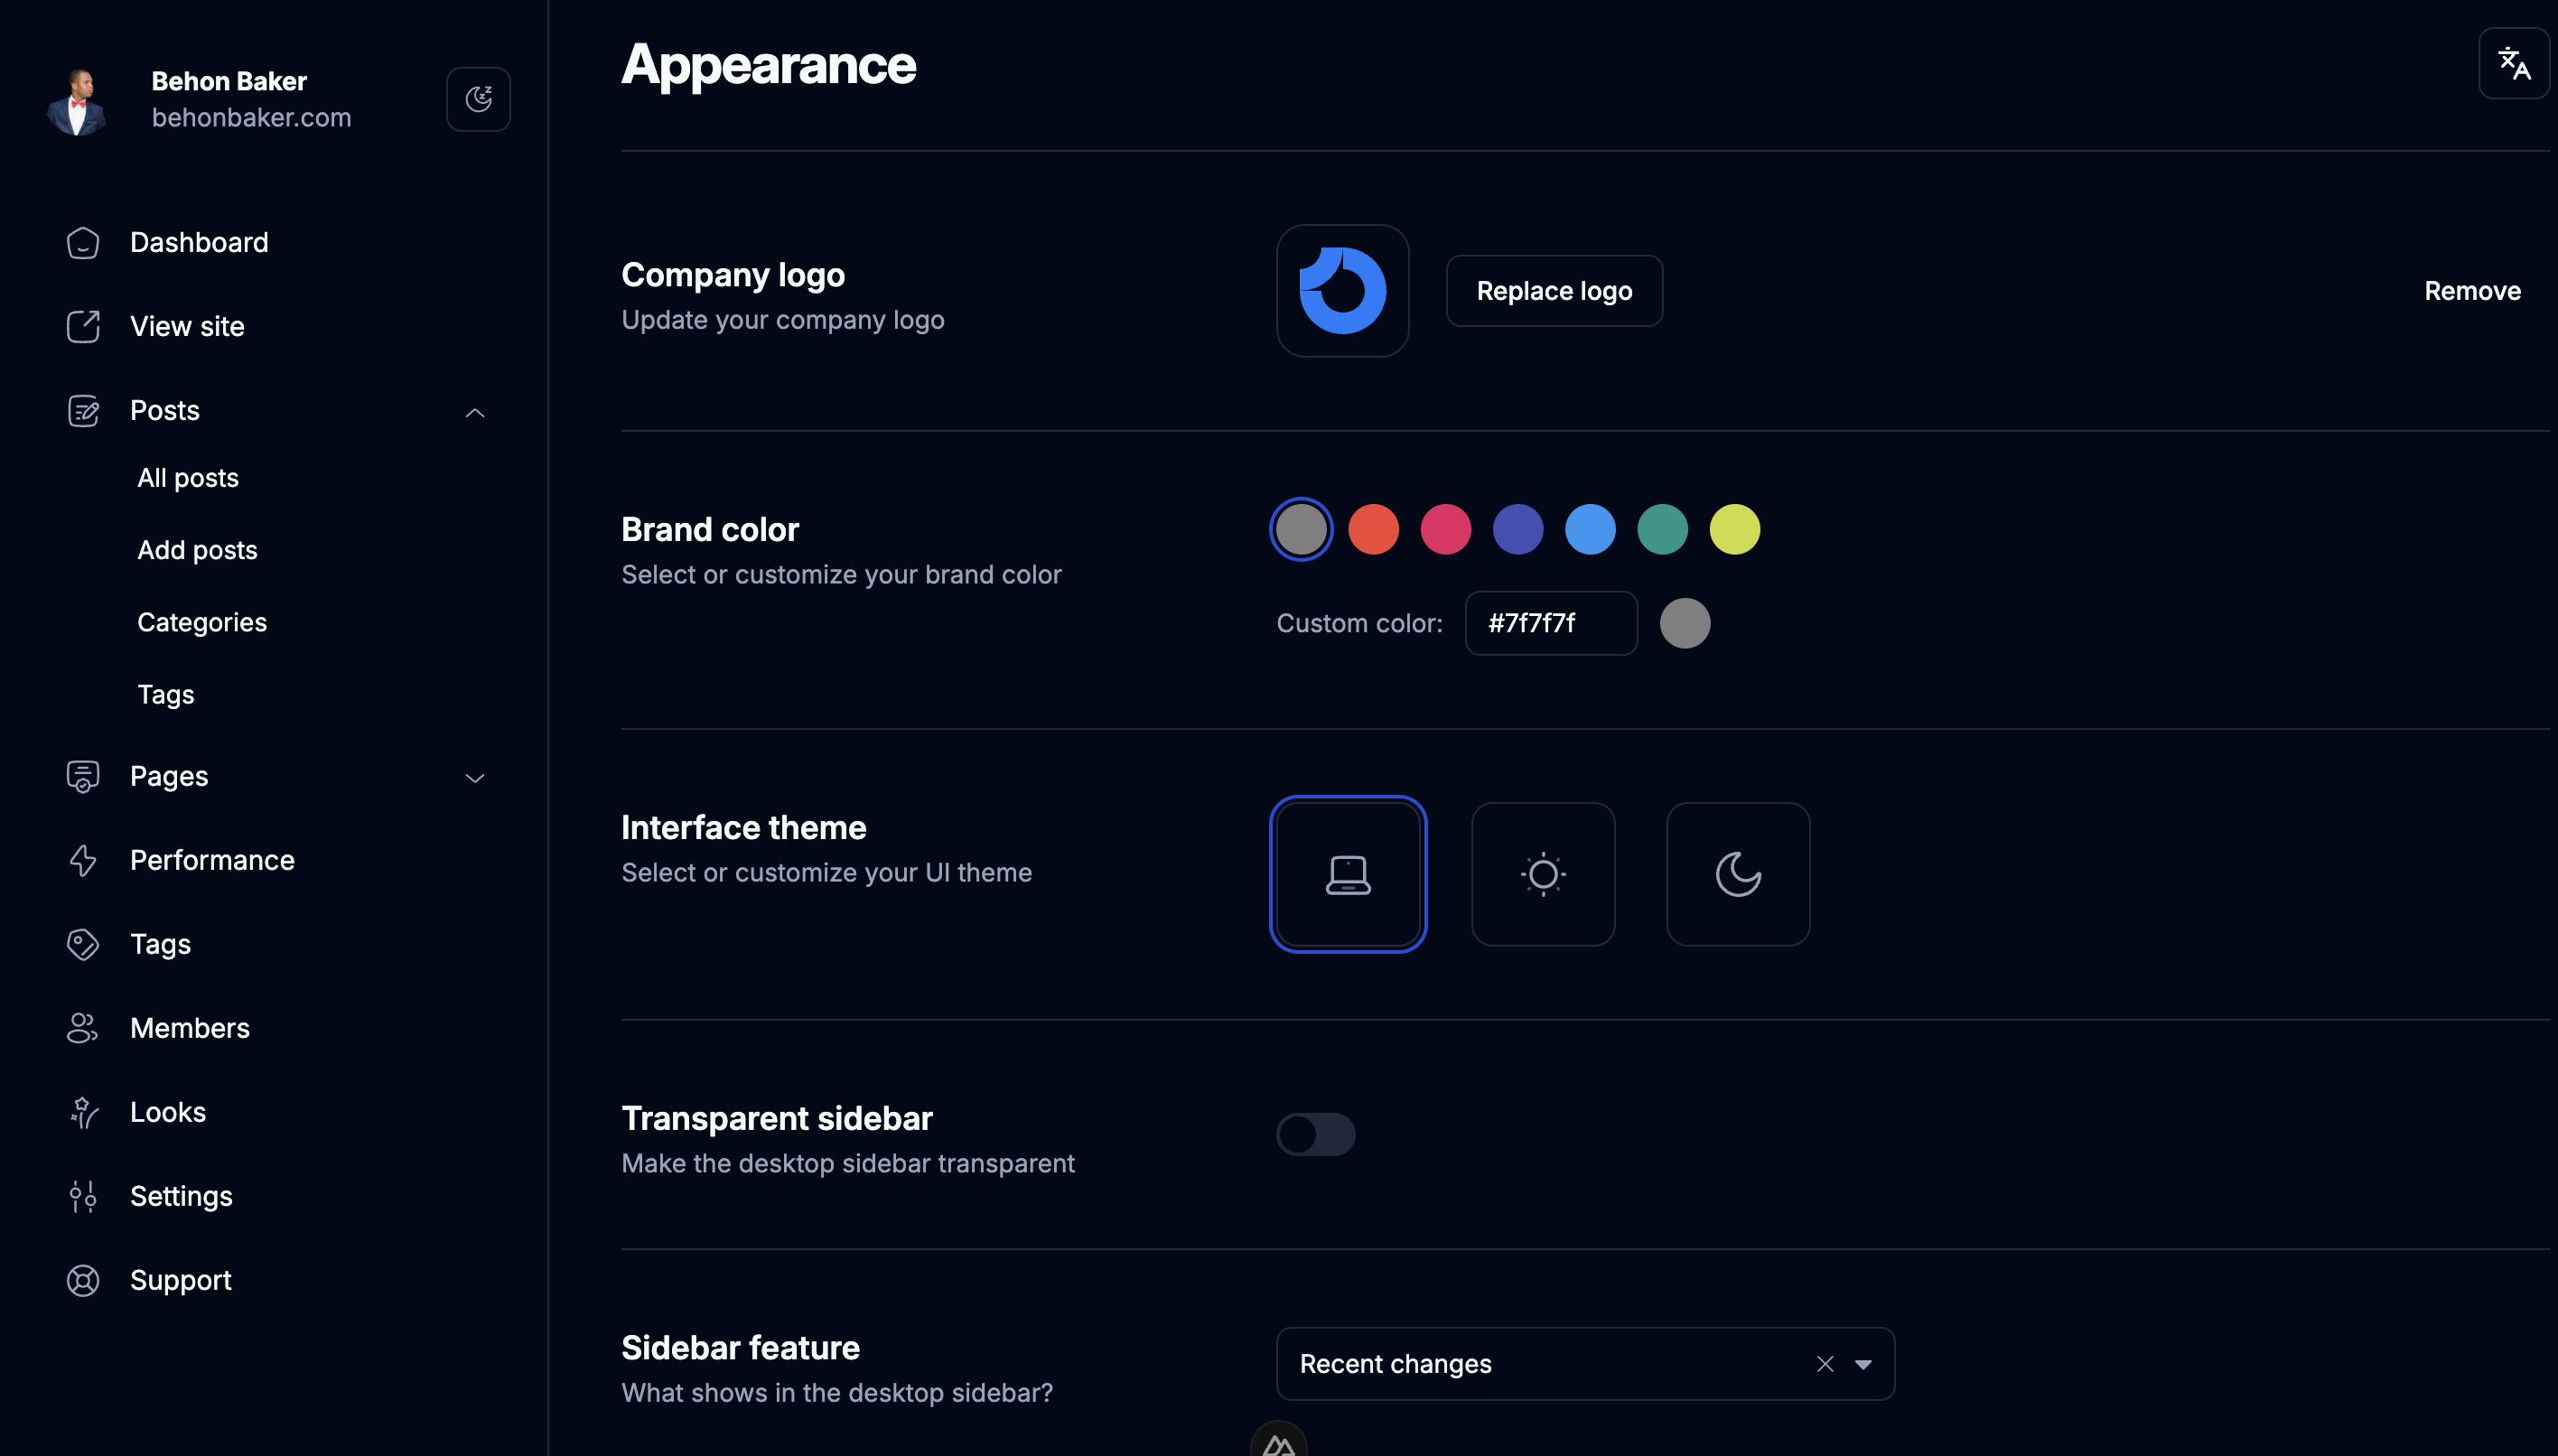 Behon Baker
behonbaker.com
Dashboard
View site
Posts
All posts
Add posts
Categories
Tags
Pages
Performance
Tags
Members
Looks
Settings
Support
Appearance
Company logo
Update your company logo
Replace logo
Remove
Brand color
Select or customize your brand color
Custom color:
#7f7f7f
Interface theme
Select or customize your UI theme
Transparent sidebar
Make the desktop sidebar transparent
Sidebar feature
What shows in the desktop sidebar?
Recent changes